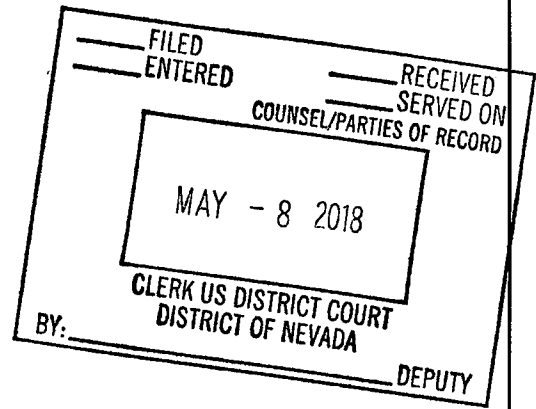 FILED
ENTERED
RECEIVED
SERVED ON
COUNSEL/PARTIES OF RECORD
MAY - 8 2018
CLERK US DISTRICT COURT
DISTRICT OF NEVADA
BY:
DEPUTY